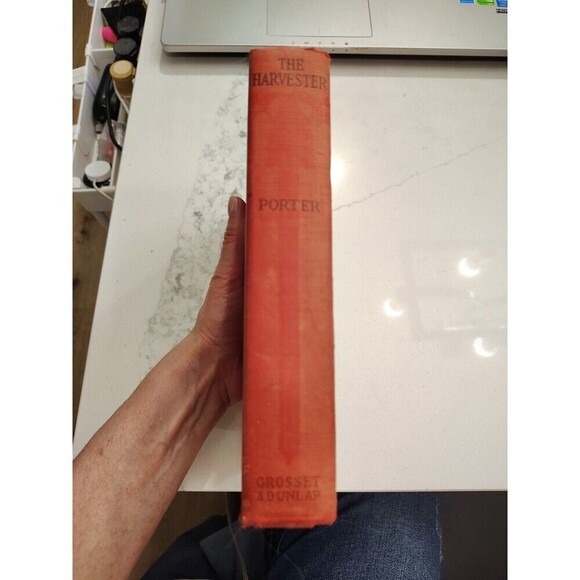 THE
HARVESTER
PORTER
GROSSET
& DUNLAP